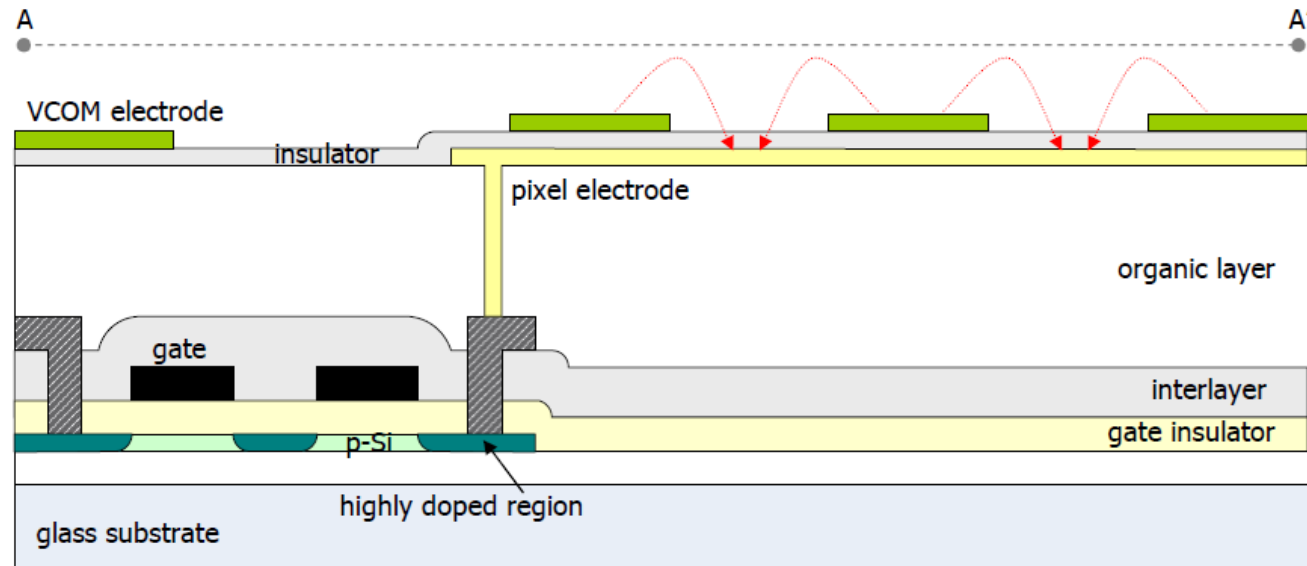 A
A'
VCOM electrode
insulator
pixel electrode
organic layer
gate
interlayer
p-Si
gate insulator
highly doped region
glass substrate